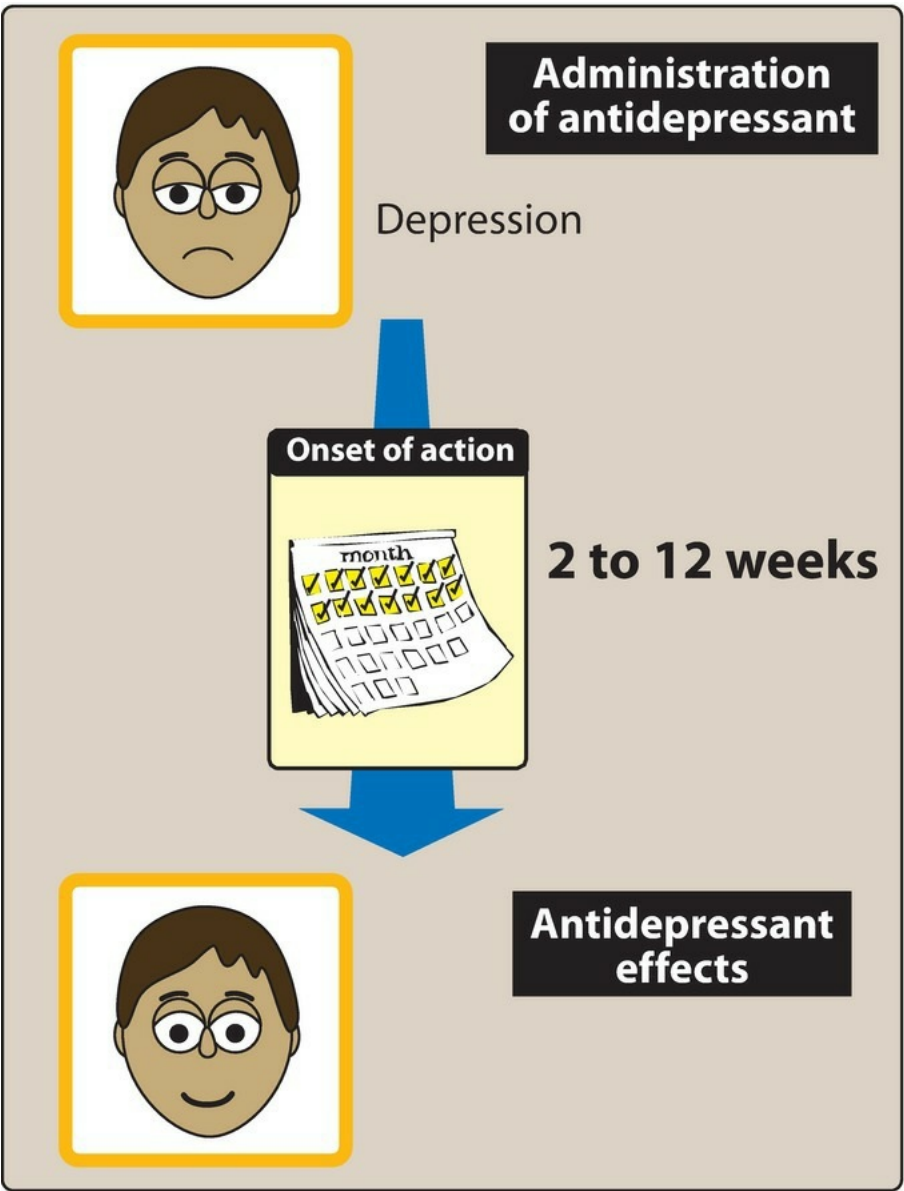 Administration
of antidepressant
Depression
Onset of action
month
2 to 12 weeks
Antidepressant
effects